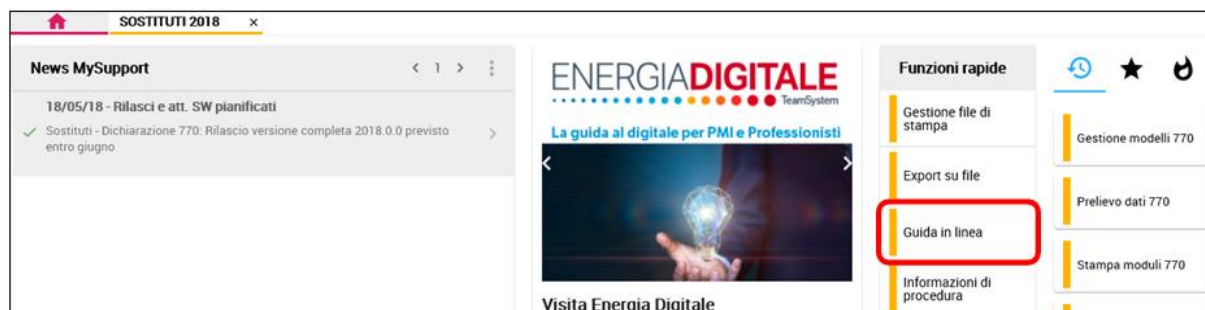 SOSTITUTI 2018 ×
News MySupport < 1 >
18/05/18 - Rilasci e att. SW pianificati
Sostituti - Dichiarazione 770: Rilascio versione completa 2018.0.0 previsto
entro giugno
ENERGIADIGITALE
TeamSystem
La guida al digitale per PMI e Professionisti
Visita Energia Digitale
Funzioni rapide
Gestione file di
stampa
Export su file
Guida in linea
Informazioni di
procedura
Gestione modelli 770
Prelievo dati 770
Stampa moduli 770